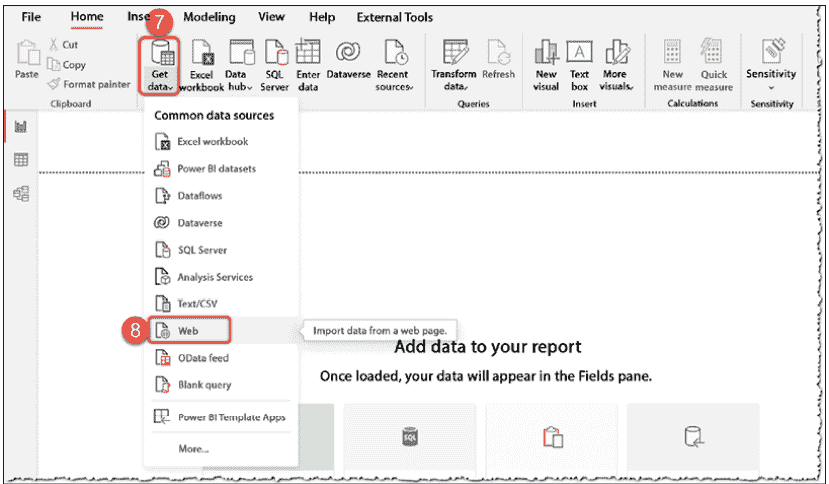 File Home Inse Modeling View Help External Tools
7
Cut
Copy
Format painter
Paste
Clipboard
Get data
Excel workbook
Data hub
SQL Server
Enter data
Dataverse
Recent sources
Transform data
Refresh
Queries
New visual
Text box
More visuals
Insert
New measure
Quick measure
Calculations
Sensitivity
Sensitivity
Common data sources
Excel workbook
Power BI datasets
Dataflows
Dataverse
SQL Server
Analysis Services
Text/CSV
8 Web
Import data from a web page.
OData feed
Blank query
Power BI Template Apps
More...
Add data to your report
Once loaded, your data will appear in the Fields pane.
SQL